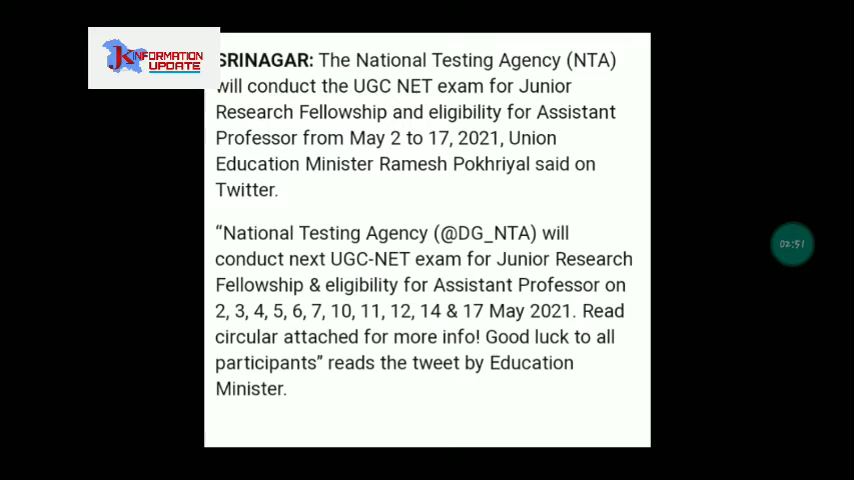 JK INFORMATION
UPDATE
SRINAGAR: The National Testing Agency (NTA)
will conduct the UGC NET exam for Junior
Research Fellowship and eligibility for Assistant
Professor from May 2 to 17, 2021, Union
Education Minister Ramesh Pokhriyal said on
Twitter.
“National Testing Agency (@DG_NTA) will
conduct next UGC-NET exam for Junior Research
Fellowship & eligibility for Assistant Professor on
2, 3, 4, 5, 6, 7, 10, 11, 12, 14 & 17 May 2021. Read
circular attached for more info! Good luck to all
participants” reads the tweet by Education
Minister.
02:51